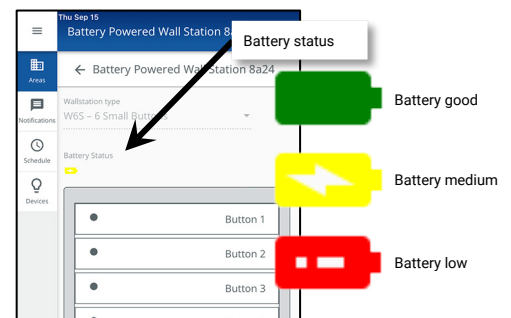 Thu Sep 15
Battery Powered Wall Station 8a
Battery status
Areas
Battery Powered Wall Station 8a24
Battery good
Notifications
Wallstation type
W6S – 6 Small Buttons
Schedule
Battery Status
Battery medium
Devices
Button 1
Button 2
Battery low
Button 3